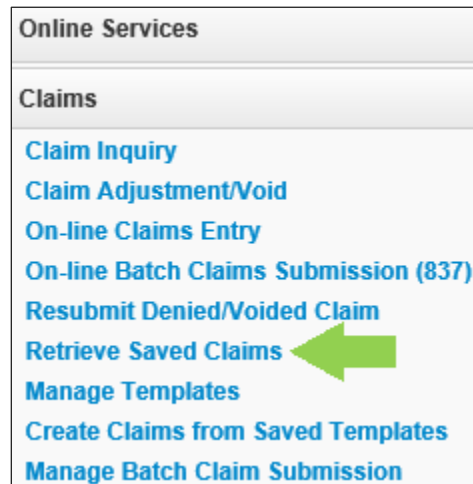 Online Services
Claims
Claim Inquiry
Claim Adjustment/Void
On-line Claims Entry
On-line Batch Claims Submission (837)
Resubmit Denied/Voided Claim
Retrieve Saved Claims
Manage Templates
Create Claims from Saved Templates
Manage Batch Claim Submission